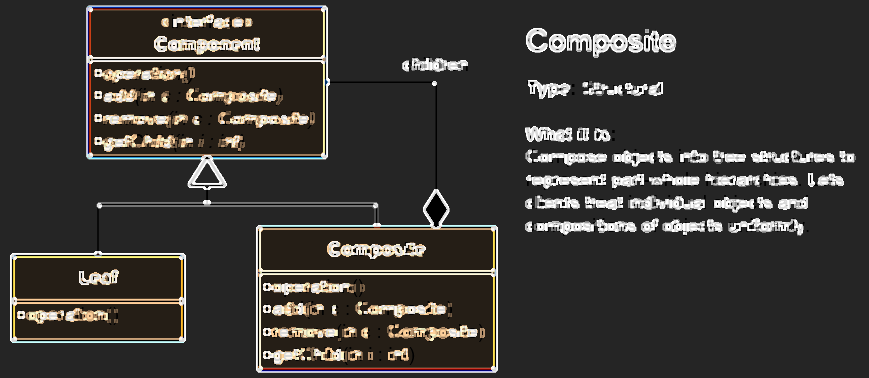 «interface»
Component
+operation()
+add(in c : Composite)
+remove(in c : Composite)
+getChild(in i : int)
children
Leaf
+operation()
Composite
+operation()
+add(in c : Composite)
+remove(in c : Composite)
+getChild(in i : int)
Composite
Type: Structural
What it is:
Compose objects into tree structures to
represent part-whole hierarchies. Lets
clients treat individual objects and
compositions of objects uniformly.